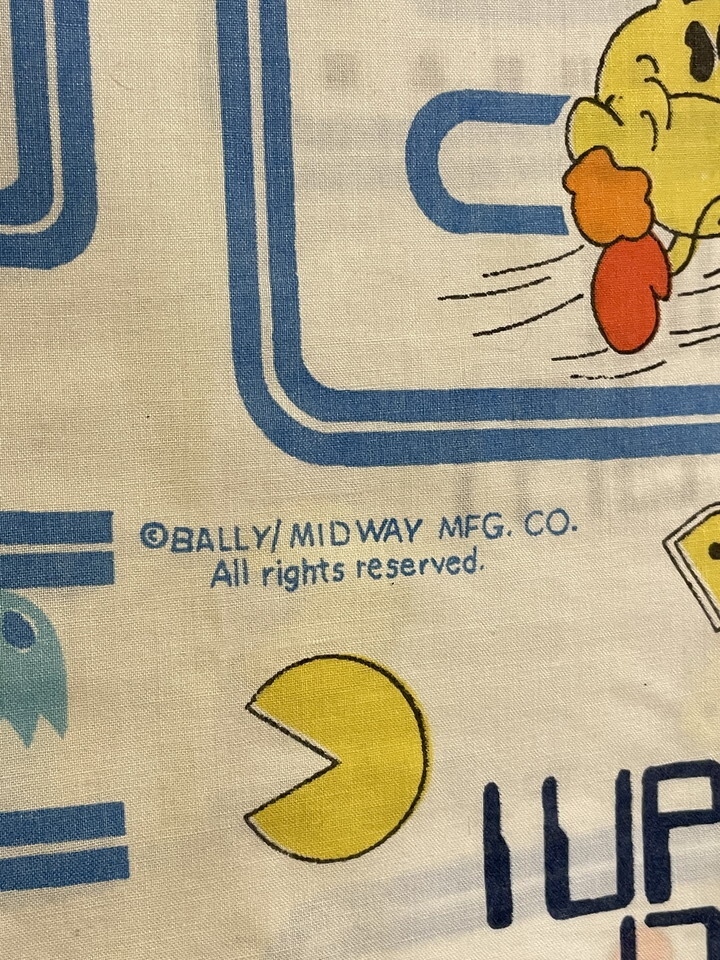 ©BALLY/MIDWAY MFG. CO.
All rights reserved.
1UP